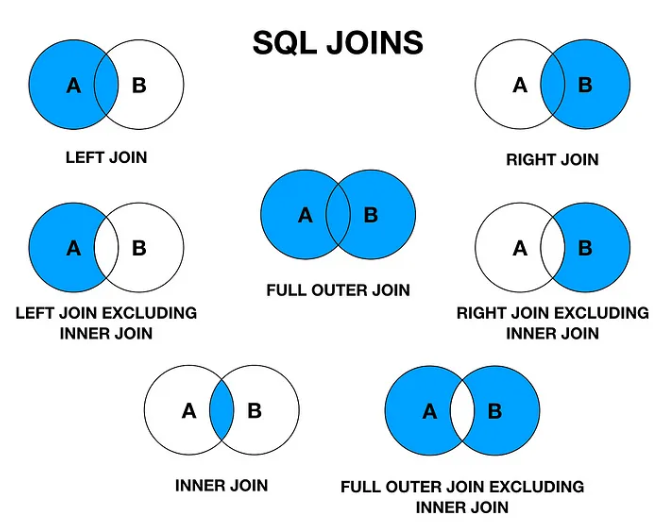 SQL JOINS
A B
LEFT JOIN
A B
RIGHT JOIN
A B
FULL OUTER JOIN
A B
LEFT JOIN EXCLUDING
INNER JOIN
A B
RIGHT JOIN EXCLUDING
INNER JOIN
A B
INNER JOIN
A B
FULL OUTER JOIN EXCLUDING
INNER JOIN